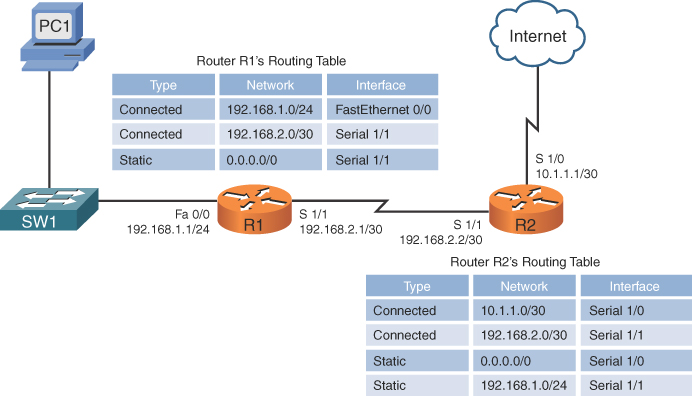 PC1
Internet
Router R1's Routing Table
Type Network Interface
Connected 192.168.1.0/24 FastEthernet 0/0
Connected 192.168.2.0/30 Serial 1/1
Static 0.0.0.0/0 Serial 1/1
S 1/0
10.1.1.1/30
SW1
Fa 0/0
192.168.1.1/24
R1
S 1/1
192.168.2.1/30
S 1/1
192.168.2.2/30
R2
Router R2's Routing Table
Type Network Interface
Connected 10.1.1.0/30 Serial 1/0
Connected 192.168.2.0/30 Serial 1/1
Static 0.0.0.0/0 Serial 1/0
Static 192.168.1.0/24 Serial 1/1